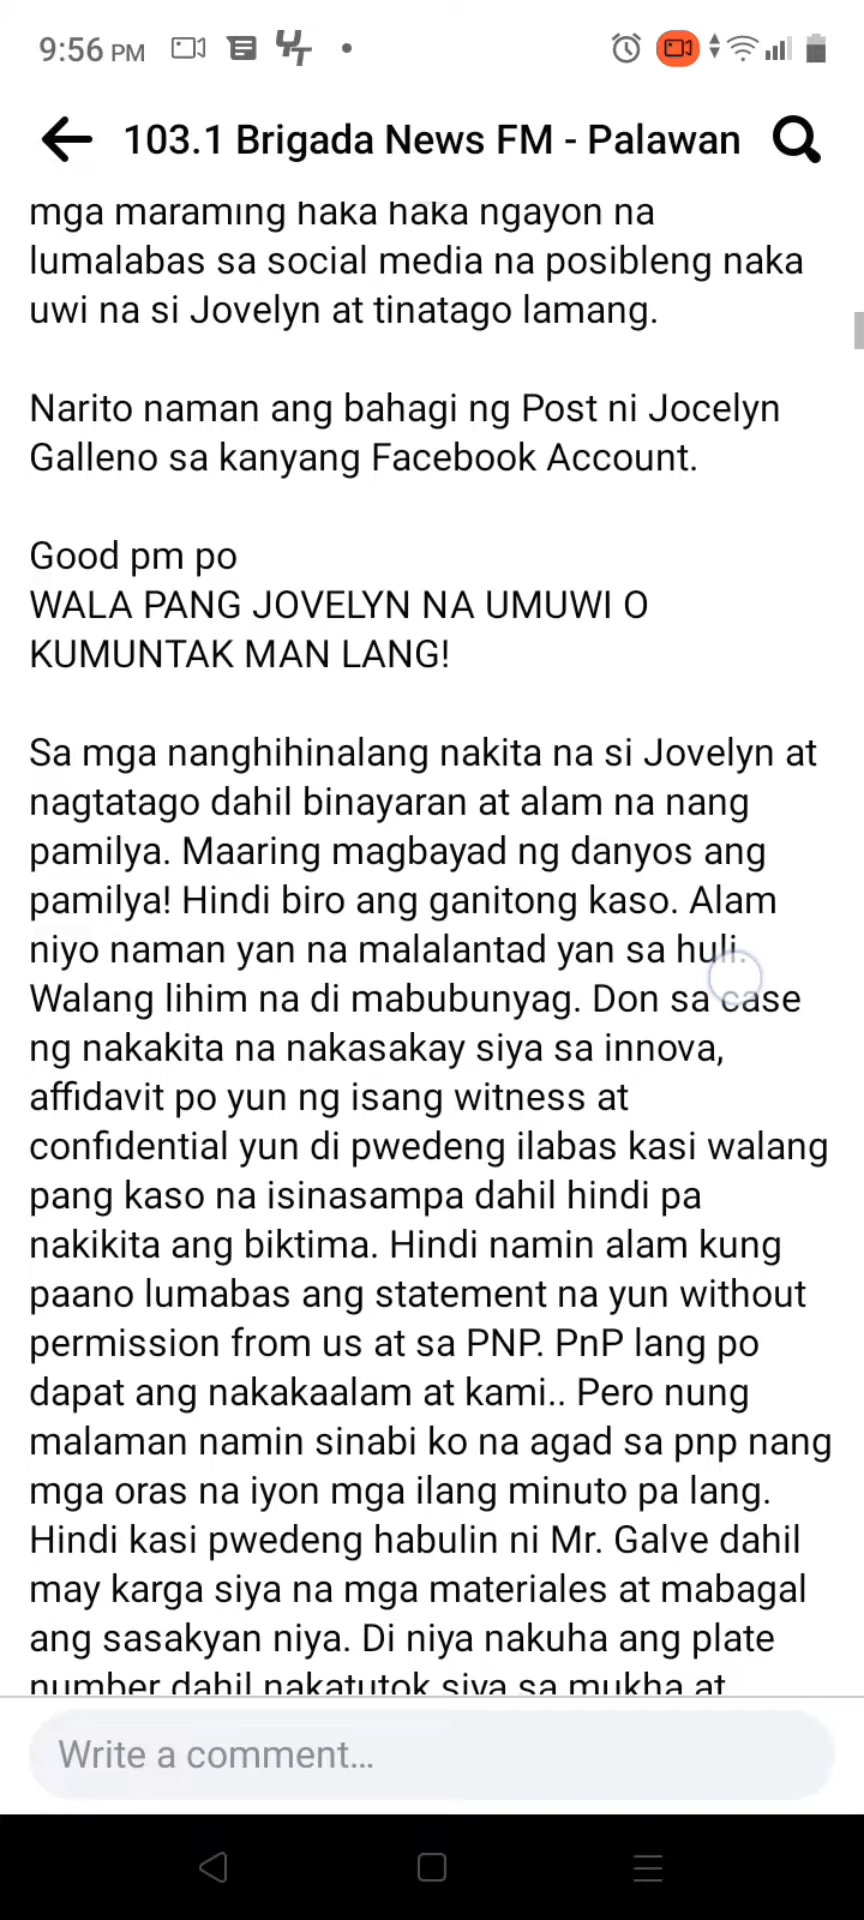 9:56 PM
103.1 Brigada News FM - Palawan
mga maraming haka haka ngayon na
lumalabas sa social media na posibleng naka
uwi na si Jovelyn at tinatago lamang.
Narito naman ang bahagi ng Post ni Jocelyn
Galleno sa kanyang Facebook Account.
Good pm po
WALA PANG JOVELYN NA UMUWI O
KUMUNTAK MAN LANG!
Sa mga nanghihinalang nakita na si Jovelyn at
nagtatago dahil binayaran at alam na nang
pamilya. Maaring magbayad ng danyos ang
pamilya! Hindi biro ang ganitong kaso. Alam
niyo naman yan na malalantad yan sa huli.
Walang lihim na di mabubunyag. Don sa case
ng nakakita na nakasakay siya sa innova,
affidavit po yun ng isang witness at
confidential yun di pwedeng ilabas kasi walang
pang kaso na isinasampa dahil hindi pa
nakikita ang biktima. Hindi namin alam kung
paano lumabas ang statement na yun without
permission from us at sa PNP. PnP lang po
dapat ang nakakaalam at kami.. Pero nung
malaman namin sinabi ko na agad sa pnp nang
mga oras na iyon mga ilang minuto pa lang.
Hindi kasi pwedeng habulin ni Mr. Galve dahil
may karga siya na mga materiales at mabagal
ang sasakyan niya. Di niya nakuha ang plate
number dahil nakatutok siya sa mukha at
Write a comment...